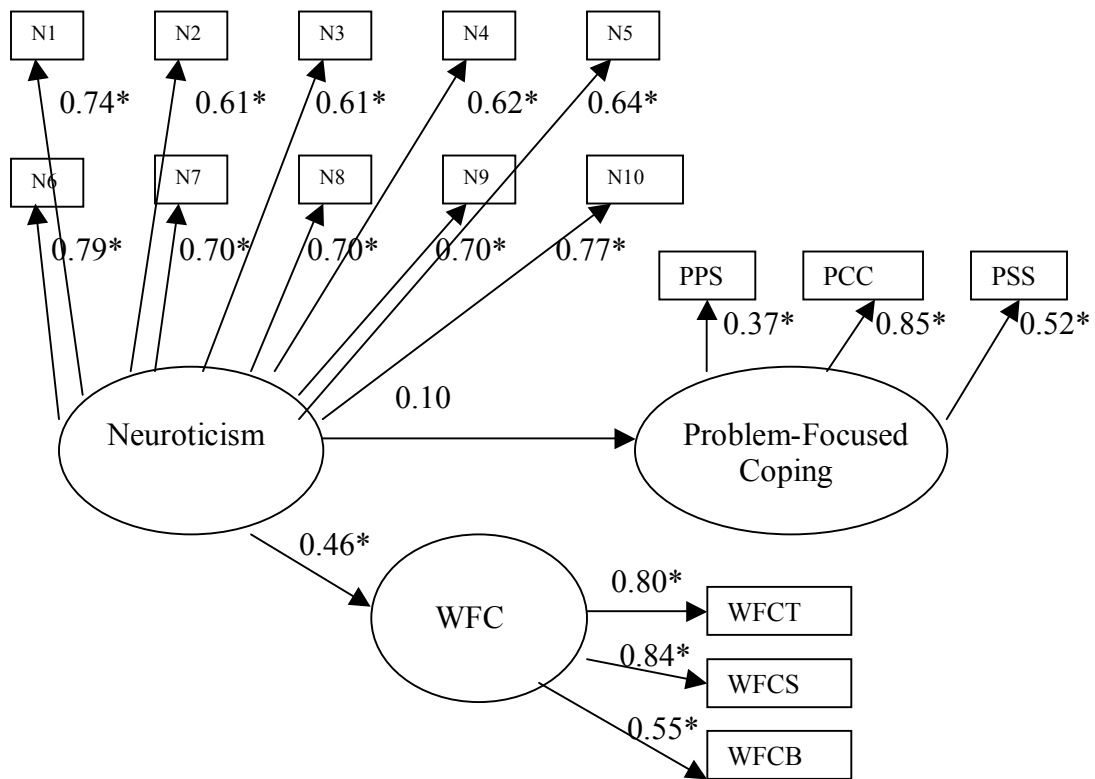 N1 N2 N3 N4 N5
0.74* 0.61* 0.61* 0.62* 0.64*
N6 N7 N8 N9 N10
0.79* 0.70* 0.70* 0.70* 0.77*
PPS PCC PSS
0.37* 0.85* 0.52*
0.10
Neuroticism
Problem-Focused
Coping
0.46*
WFC
0.80*
WFCT
0.84*
WFCS
0.55*
WFCB